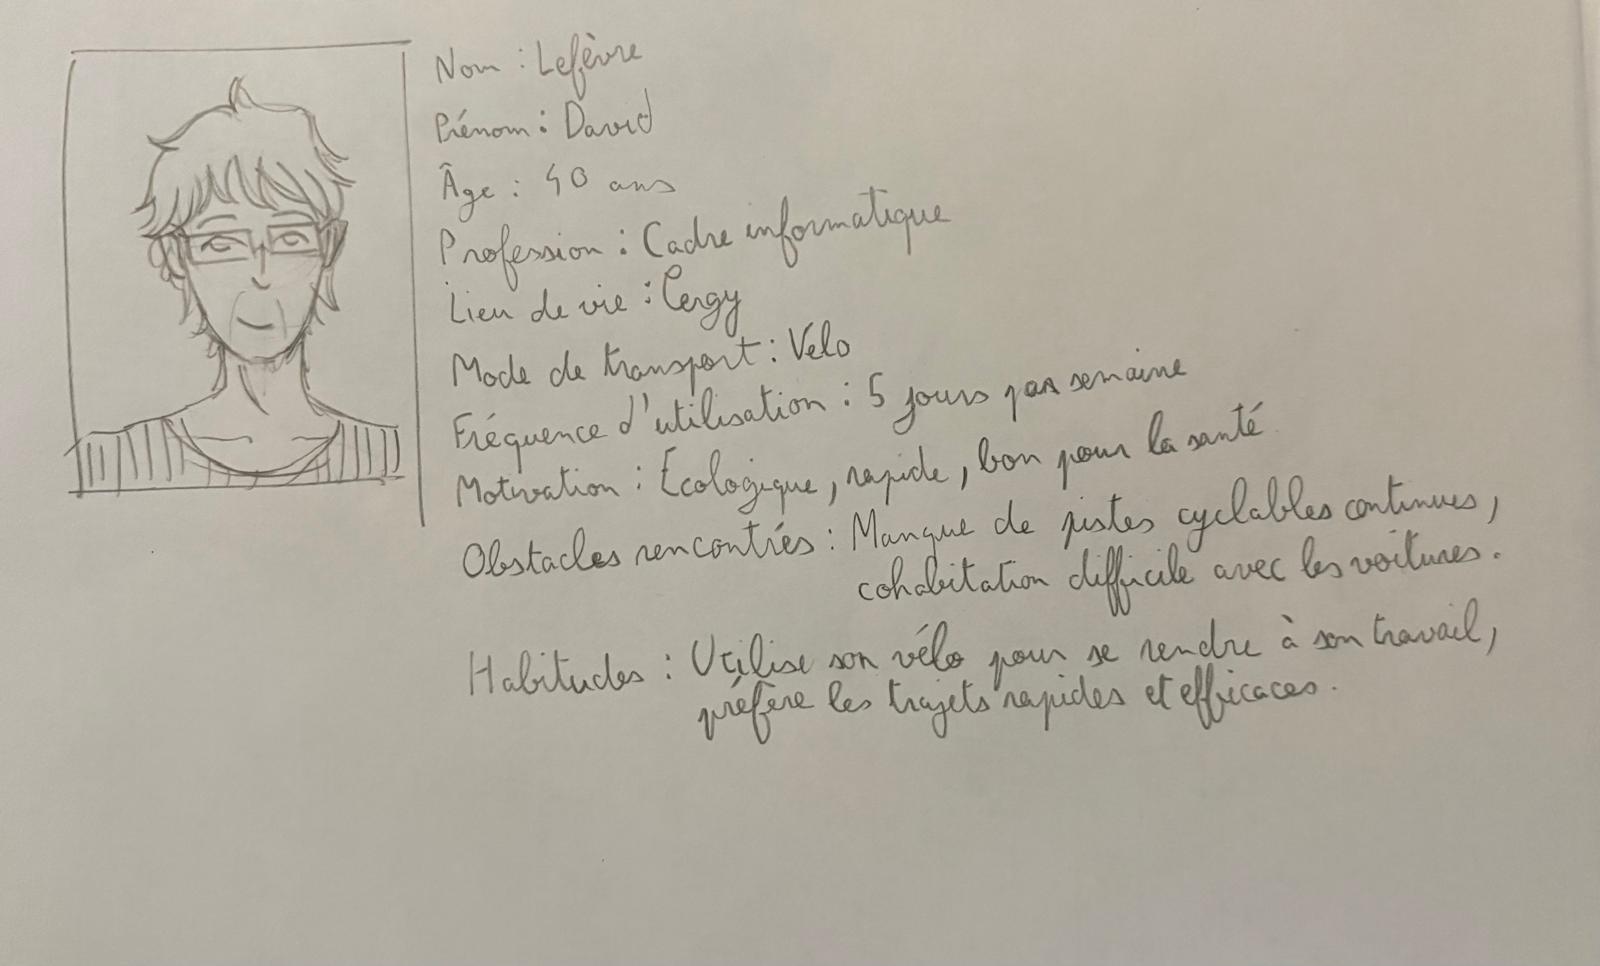 Nom : Lefèvre
Prénom : David
Âge : 40 ans
Profession : Cadre informatique
Lieu de vie : Cergy
Mode de transport : Vélo
Fréquence d'utilisation : 5 jours par semaine
Motivation : Écologique, rapide, bon pour la santé
Obstacles rencontrés : Manque de pistes cyclables continues,
cohabitation difficile avec les voitures.
Habitudes : Utilise son vélo pour se rendre à son travail,
préfère les trajets rapides et efficaces.